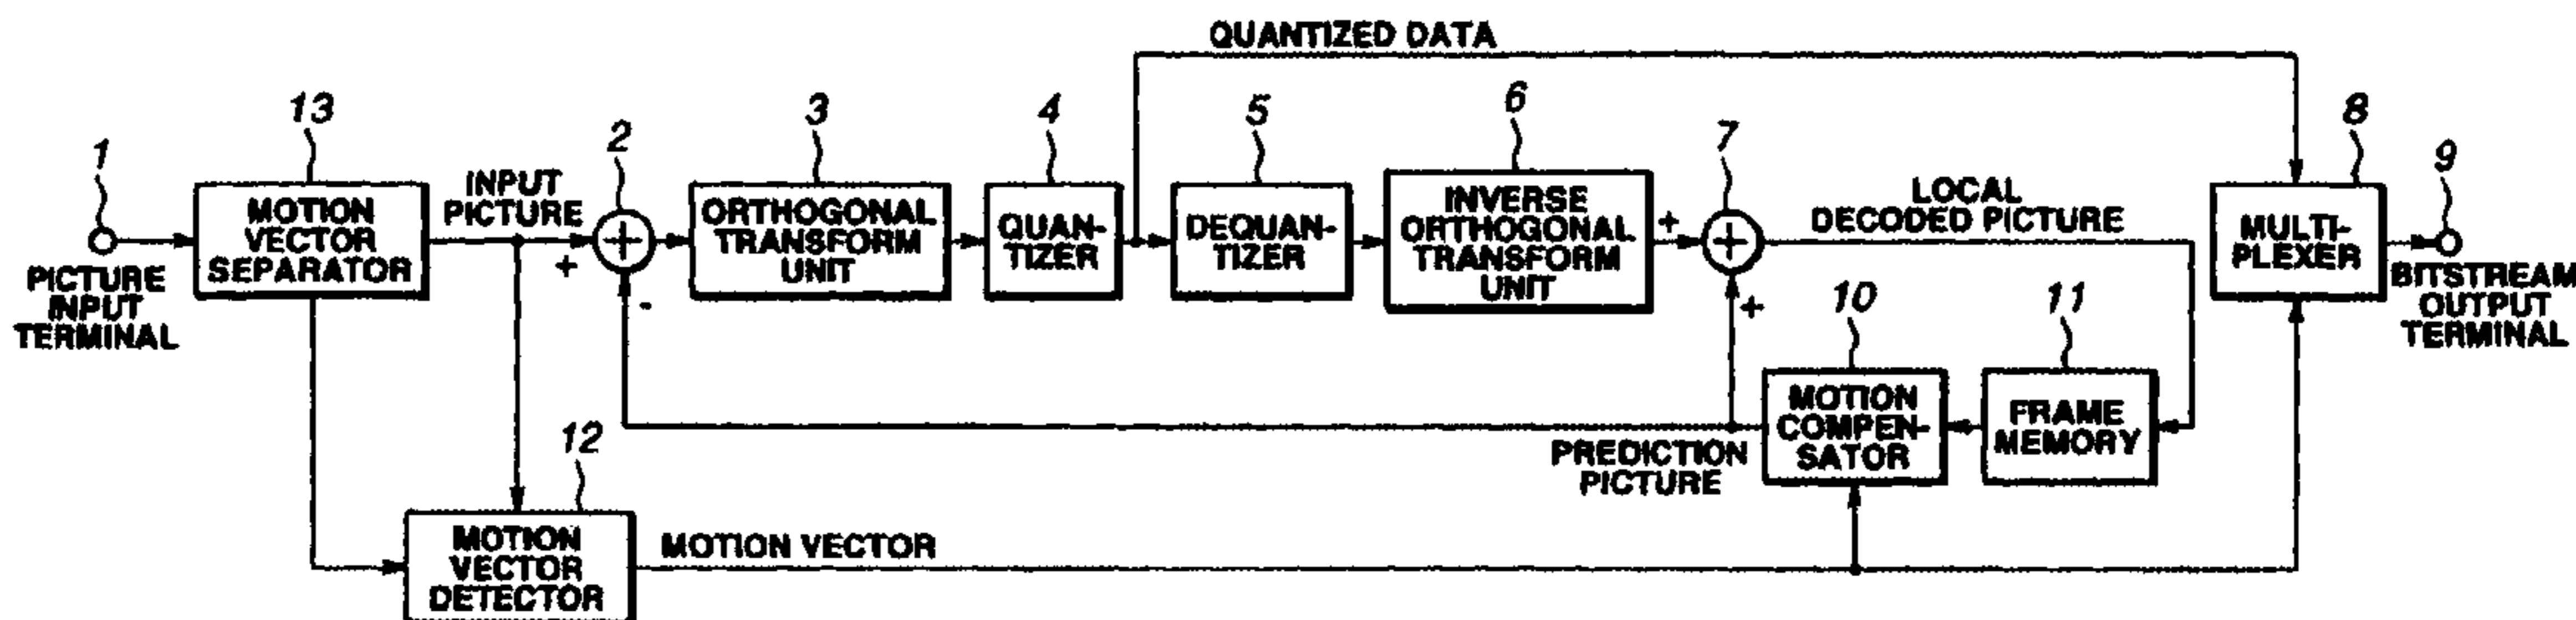 QUANTIZED DATA
1
PICTURE
INPUT
TERMINAL
13
MOTION
VECTOR
SEPARATOR
INPUT
PICTURE
+
2
+
-
3
ORTHOGONAL
TRANSFORM
UNIT
4
QUAN-
TIZER
5
DEQUAN-
TIZER
6
INVERSE
ORTHOGONAL
TRANSFORM
UNIT
+
7
+
+
LOCAL
DECODED PICTURE
8
MULTI-
PLEXER
9
BITSTREAM
OUTPUT
TERMINAL
10
MOTION
COMPEN-
SATOR
11
FRAME
MEMORY
PREDICTION
PICTURE
12
MOTION
VECTOR
DETECTOR
MOTION VECTOR